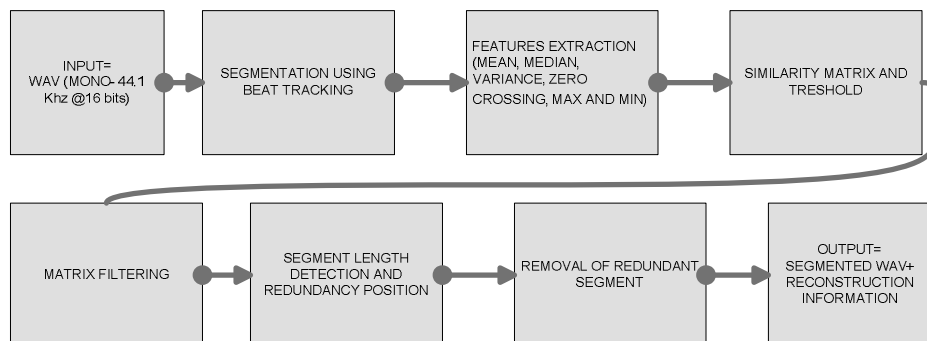 INPUT=
WAV (MONO- 44.1
Khz @16 bits)
SEGMENTATION USING
BEAT TRACKING
FEATURES EXTRACTION
(MEAN, MEDIAN,
VARIANCE, ZERO
CROSSING, MAX AND MIN)
SIMILARITY MATRIX AND
TRESHOLD
MATRIX FILTERING
SEGMENT LENGTH
DETECTION AND
REDUNDANCY POSITION
REMOVAL OF REDUNDANT
SEGMENT
OUTPUT=
SEGMENTED WAV+
RECONSTRUCTION
INFORMATION